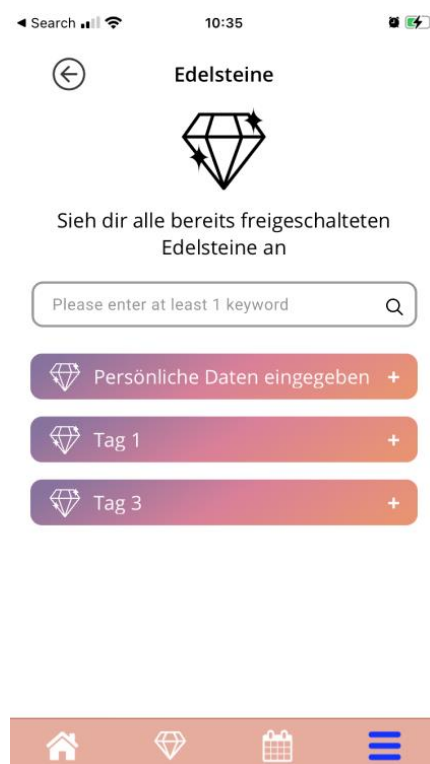 ◀ Search
10:35
Edelsteine
Sieh dir alle bereits freigeschalteten
Edelsteine an
Please enter at least 1 keyword
Persönliche Daten eingegeben +
Tag 1 +
Tag 3 +